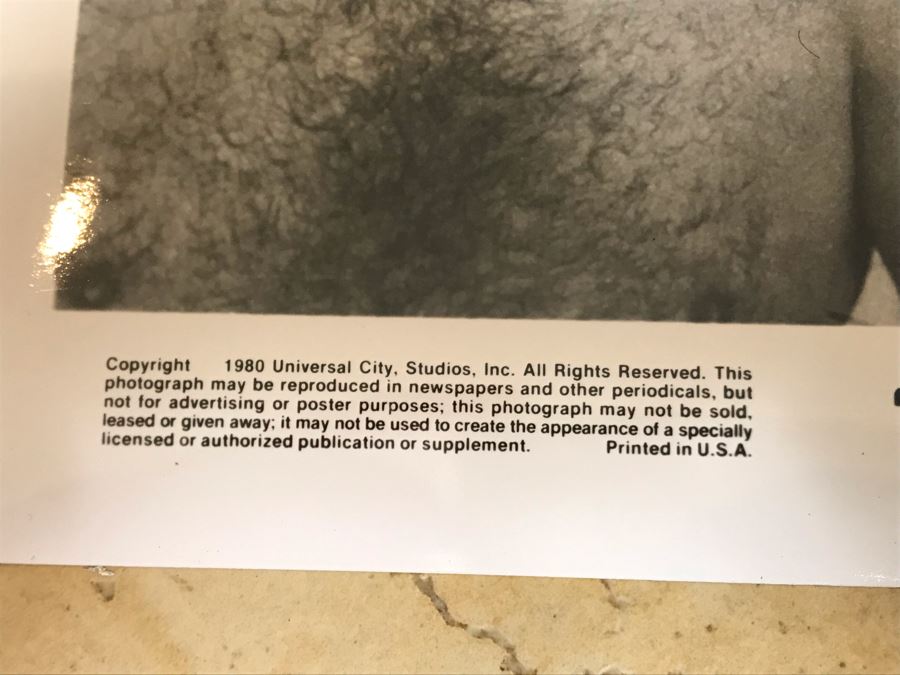 Copyright 1980 Universal City, Studios, Inc. All Rights Reserved. This
photograph may be reproduced in newspapers and other periodicals, but
not for advertising or poster purposes; this photograph may not be sold,
leased or given away; it may not be used to create the appearance of a specially
licensed or authorized publication or supplement. Printed in U.S.A.